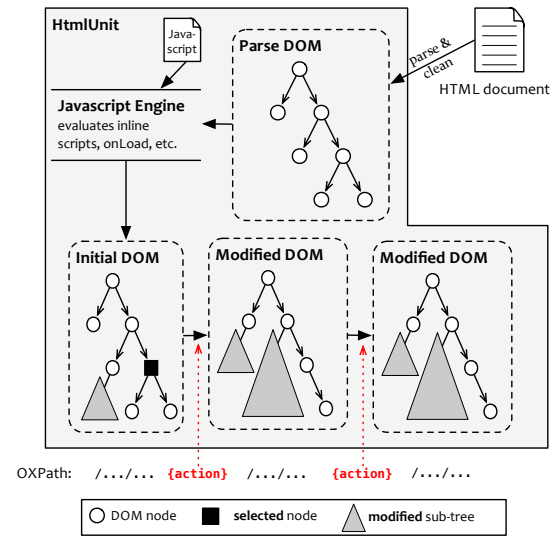 HtmlUnit
Java-
script
Parse DOM
parse &
clean
HTML document
Javascript Engine
evaluates inline
scripts, onLoad, etc.
Initial DOM
Modified DOM
Modified DOM
OXPath: /.../... {action} /.../... {action} /.../...
DOM node selected node modified sub-tree